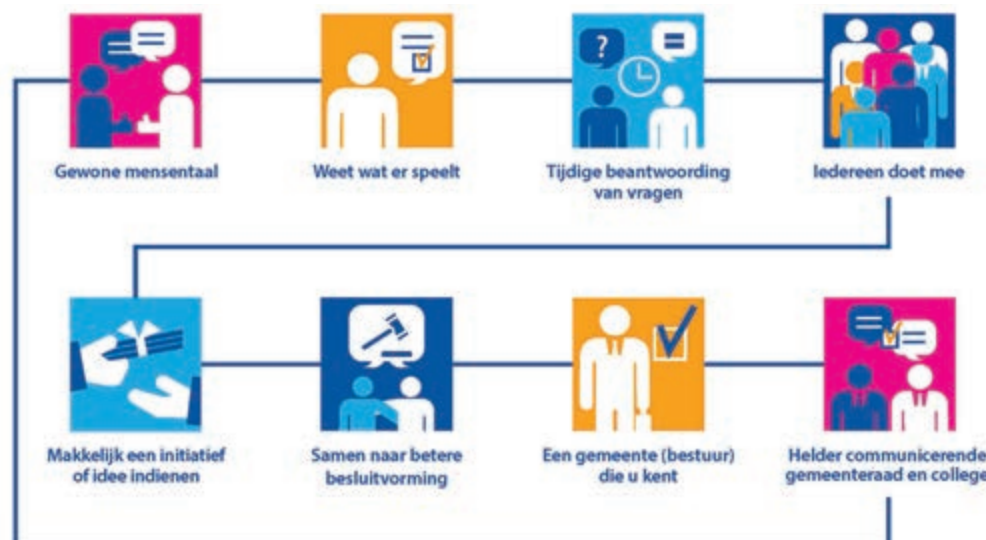 ?
=
Gewone mensentaal
Weet wat er speelt
Tijdige beantwoording
van vragen
Iedereen doet mee
Makkelijk een initiatief
of idee indienen
Samen naar betere
besluitvorming
Een gemeente (bestuur)
die u kent
Helder communicerende
gemeenteraad en college